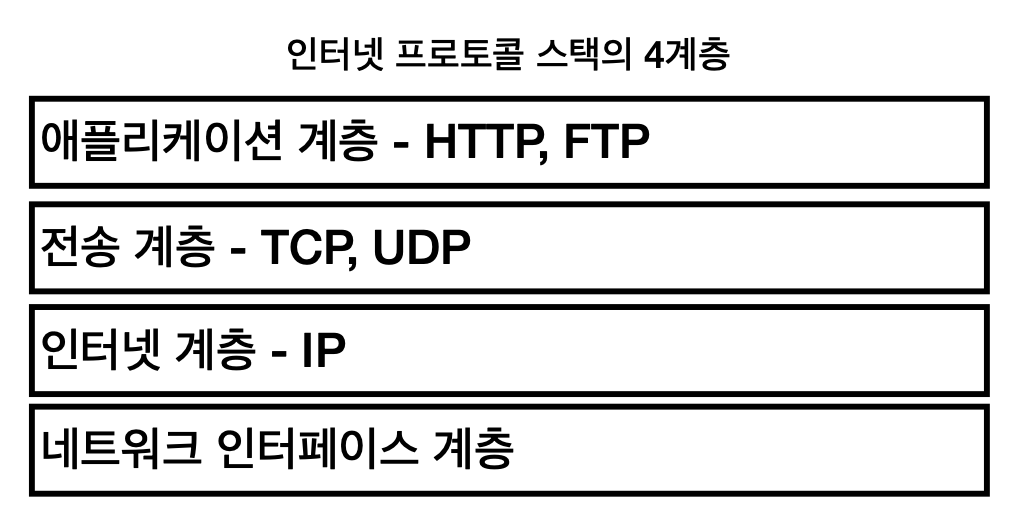 인터넷 프로토콜 스택의 4계층
애플리케이션 계층 - HTTP, FTP
전송 계층 - TCP, UDP
인터넷 계층 - IP
네트워크 인터페이스 계층